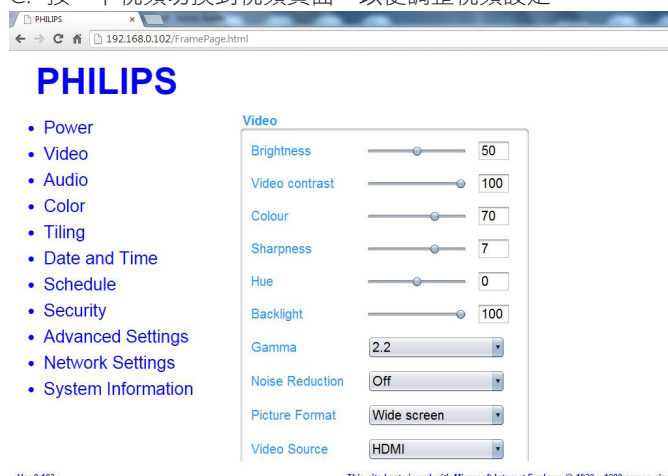 PHILIPS
192.168.0.102/FramePage.html
PHILIPS
Power
Video
Audio
Color
Tiling
Date and Time
Schedule
Security
Advanced Settings
Network Settings
System Information
Video
Brightness 50
Video contrast 100
Colour 70
Sharpness 7
Hue 0
Backlight 100
Gamma 2.2
Noise Reduction Off
Picture Format Wide screen
Video Source HDMI